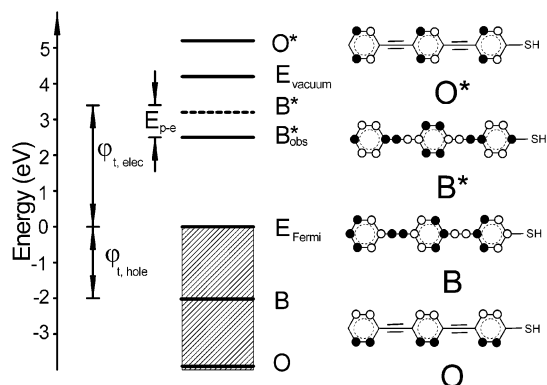 Energy (eV)
5
4
3
2
1
0
-1
-2
-3
φt, elec
φt, hole
Ep-e
O*
Evacuum
B*
B*obs
EFermi
B
O
SH
O*
SH
B*
SH
B
SH
O